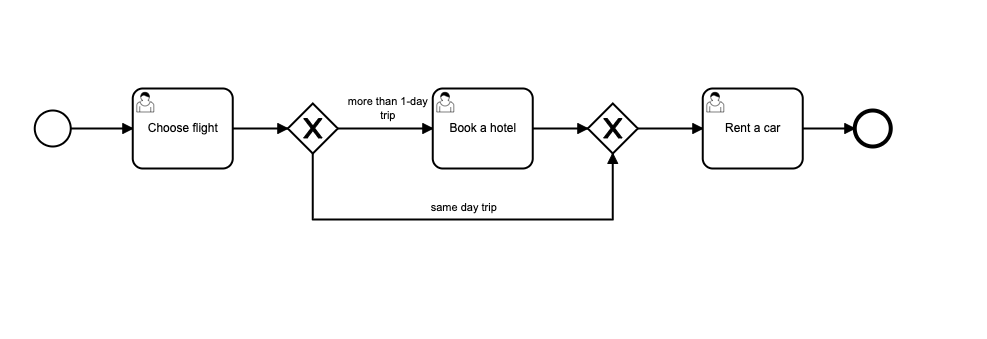 Choose flight
more than 1-day
trip
Book a hotel
Rent a car
same day trip